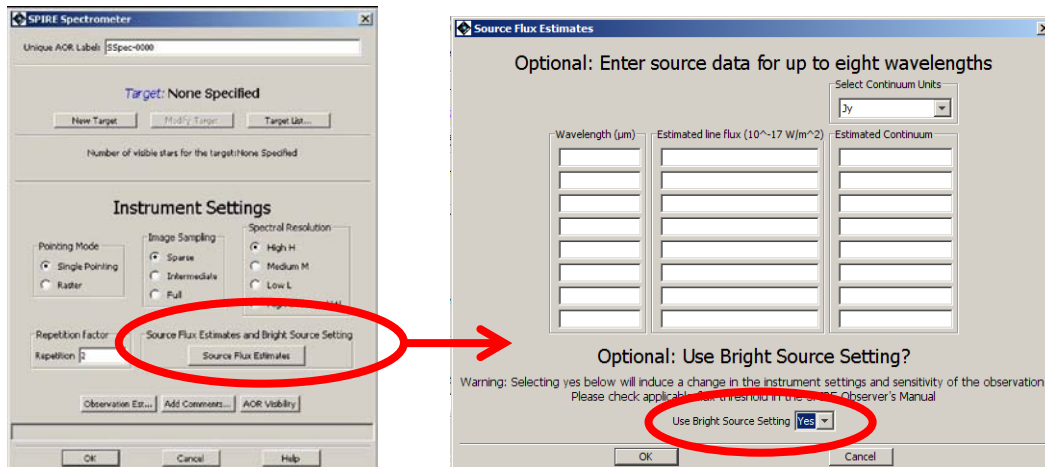 SPIRE Spectrometer
Unique AOR Label: SSpec-0000
Target: None Specified
New Target
Modify Target
Target List...
Number of visible stars for the target:None Specified
Instrument Settings
Pointing Mode
Single Pointing
Raster
Image Sampling
Sparse
Intermediate
Full
Spectral Resolution
High H
Medium M
Low L
Repetition factor
Repetition 2
Source Flux Estimates and Bright Source Setting
Source Flux Estimates
Observation Est...
Add Comments...
AOR Visibility
OK
Cancel
Help
Source Flux Estimates
Optional: Enter source data for up to eight wavelengths
Select Continuum Units
Jy
Wavelength (µm)
Estimated line flux (10^-17 W/m^2)
Estimated Continuum
Optional: Use Bright Source Setting?
Warning: Selecting yes below will induce a change in the instrument settings and sensitivity of the observation
Please check applicable flux threshold in the SPIRE Observer's Manual
Use Bright Source Setting Yes
OK
Cancel